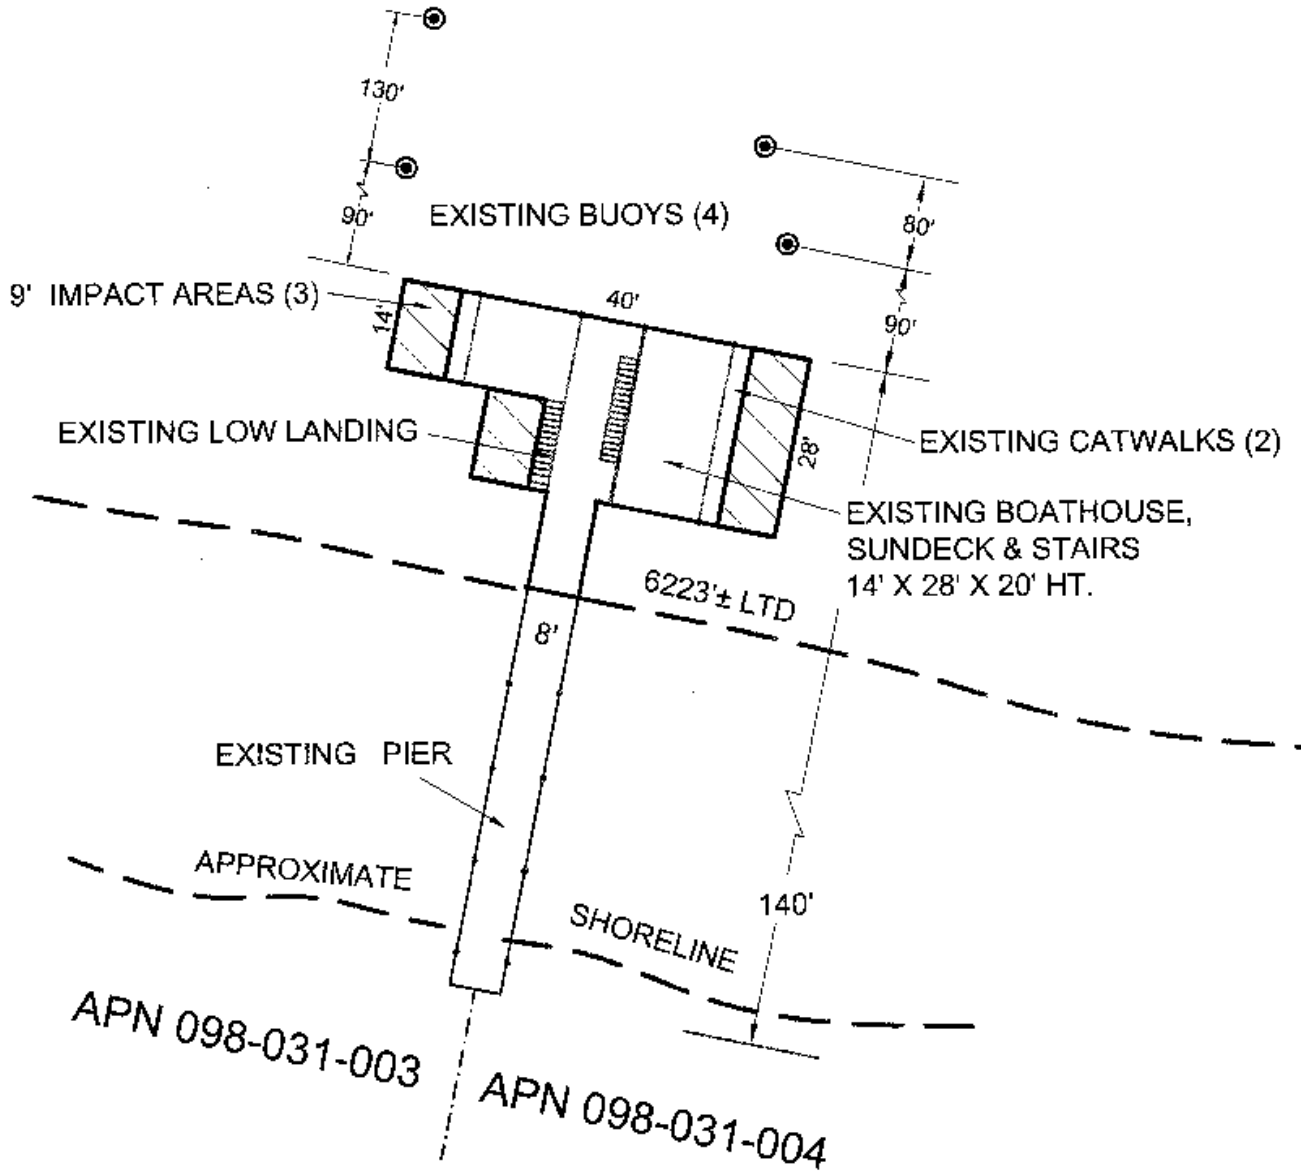 130'
90'
EXISTING BUOYS (4)
80'
90'
9' IMPACT AREAS (3)
14'
40'
EXISTING LOW LANDING
28'
EXISTING CATWALKS (2)
EXISTING BOATHOUSE,
SUNDECK & STAIRS
14' X 28' X 20' HT.
6223'± LTD
8'
EXISTING PIER
APPROXIMATE SHORELINE
140'
APN 098-031-003
APN 098-031-004